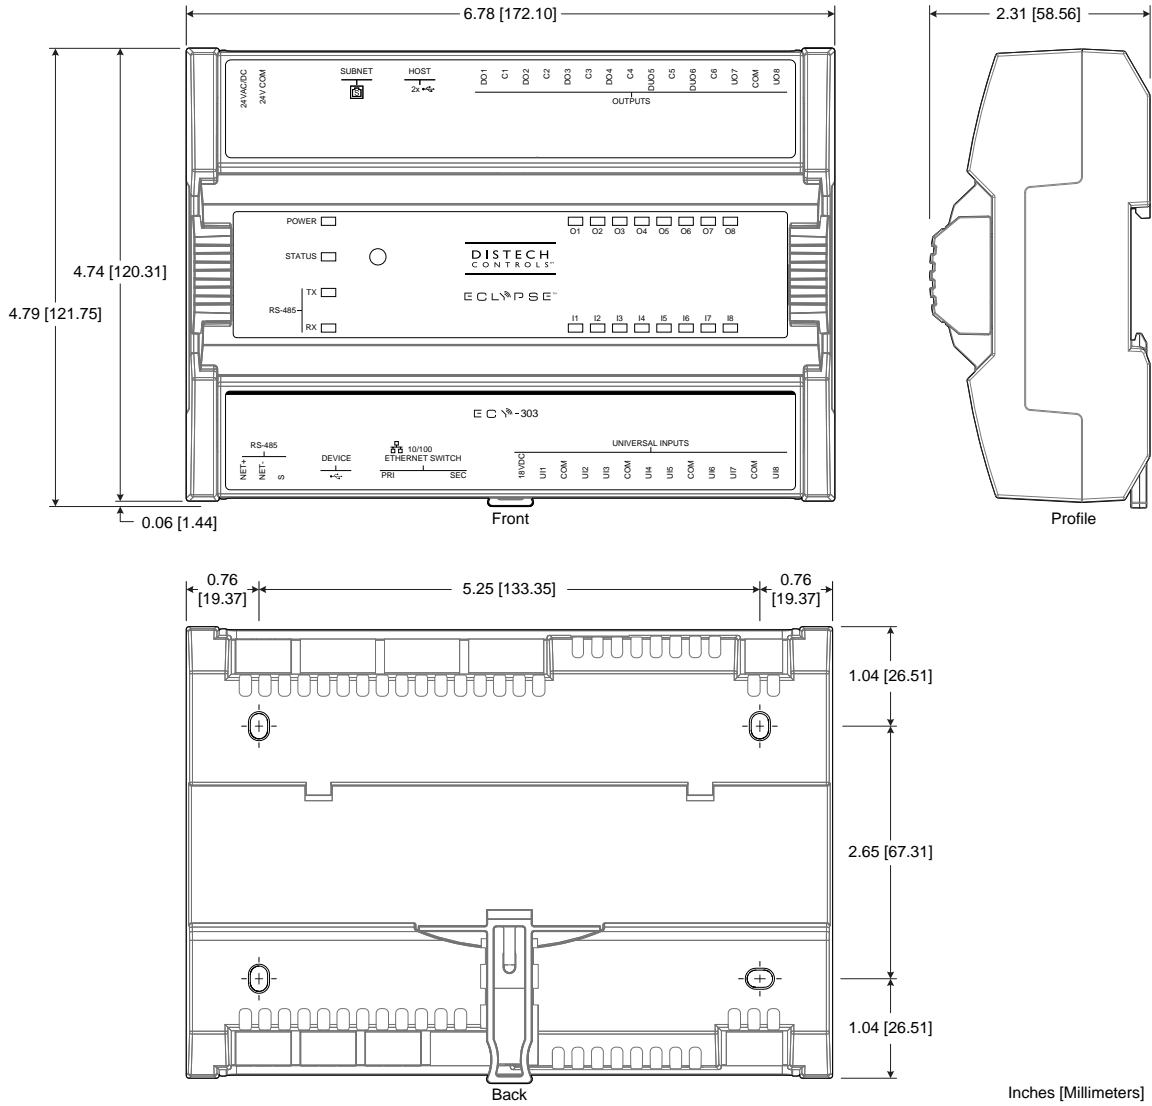 6.78 [172.10]
2.31 [58.56]
24VAC/DC
24V COM
SUBNET
S
HOST
2x
DO1
C1
DO2
C2
DO3
C3
DO4
C4
DUO5
C5
DUO6
C6
UO7
COM
UO8
OUTPUTS
POWER
STATUS
TX
RS-485
RX
O1 O2 O3 O4 O5 O6 O7 O8
DISTECH
CONTROLS™
ECLYPSE™
I1 I2 I3 I4 I5 I6 I7 I8
4.74 [120.31]
4.79 [121.75]
ECY-303
RS-485
NET+
NET-
S
DEVICE
10/100
ETHERNET SWITCH
PRI SEC
UNIVERSAL INPUTS
18VDC
UI1
COM
UI2
UI3
COM
UI4
UI5
COM
UI6
UI7
COM
UI8
0.06 [1.44]
Front
Profile
0.76
[19.37]
5.25 [133.35]
0.76
[19.37]
1.04 [26.51]
2.65 [67.31]
1.04 [26.51]
Back
Inches [Millimeters]